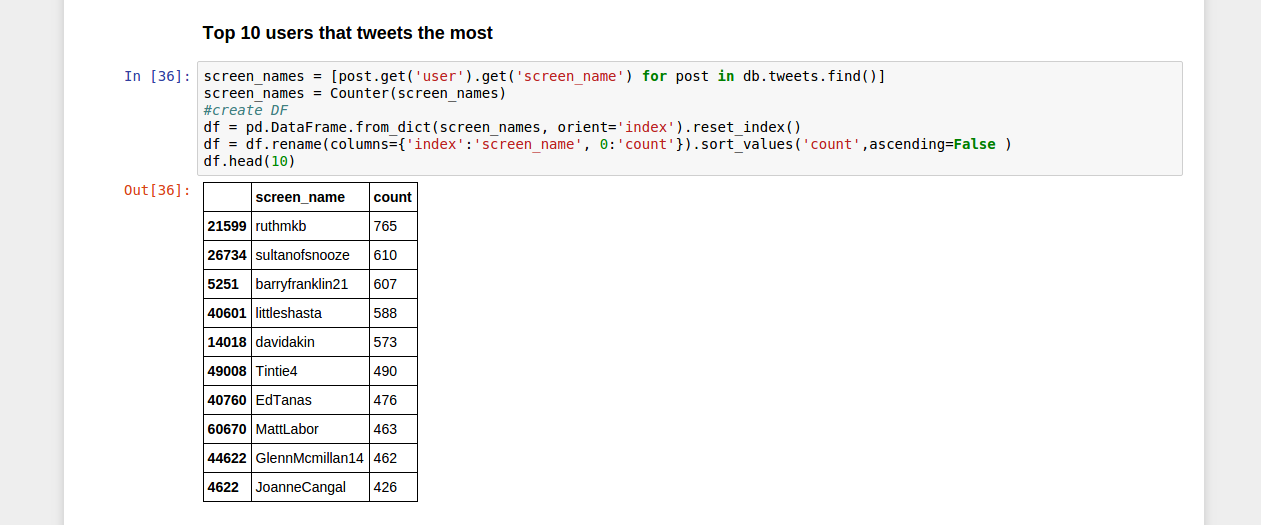 Top 10 users that tweets the most
In [36]:
screen_names = [post.get('user').get('screen_name') for post in db.tweets.find()]
screen_names = Counter(screen_names)
#create DF
df = pd.DataFrame.from_dict(screen_names, orient='index').reset_index()
df = df.rename(columns={'index':'screen_name', 0:'count'}).sort_values('count',ascending=False )
df.head(10)
Out[36]:
screen_name count
21599 ruthmkb 765
26734 sultanofsnooze 610
5251 barryfranklin21 607
40601 littleshasta 588
14018 davidakin 573
49008 Tintie4 490
40760 EdTanas 476
60670 MattLabor 463
44622 GlennMcmillan14 462
4622 JoanneCangal 426